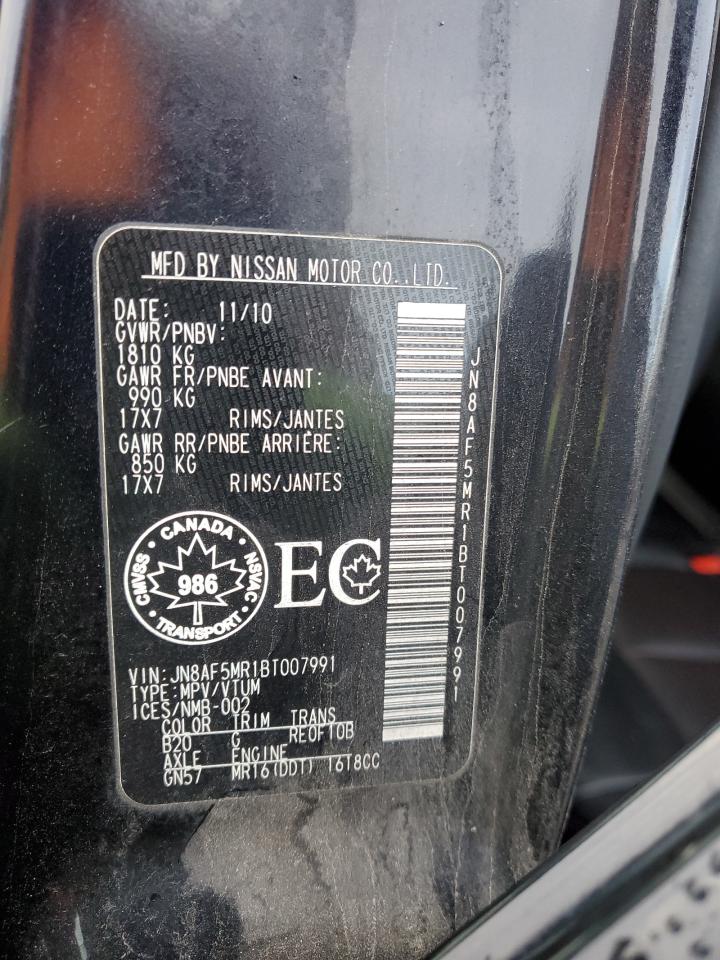 MFD BY NISSAN MOTOR CO.,LTD.
DATE: 11/10
GVWR/PNBV:
1810 KG
GAWR FR/PNBE AVANT:
990 KG
17X7 RIMS/JANTES
GAWR RR/PNBE ARRIÈRE:
850 KG
17X7 RIMS/JANTES
CANADA
CMVSS 986 NSVAC
TRANSPORT
EC
VIN:JN8AF5MR1BT007991
TYPE:MPV/VTUM
ICES/NMB-002
COLOR TRIM TRANS
B20 G RE0F10B
AXLE ENGINE
GN57 MR16(DDT) 16T8CC
JN8AF5MR1BT007991